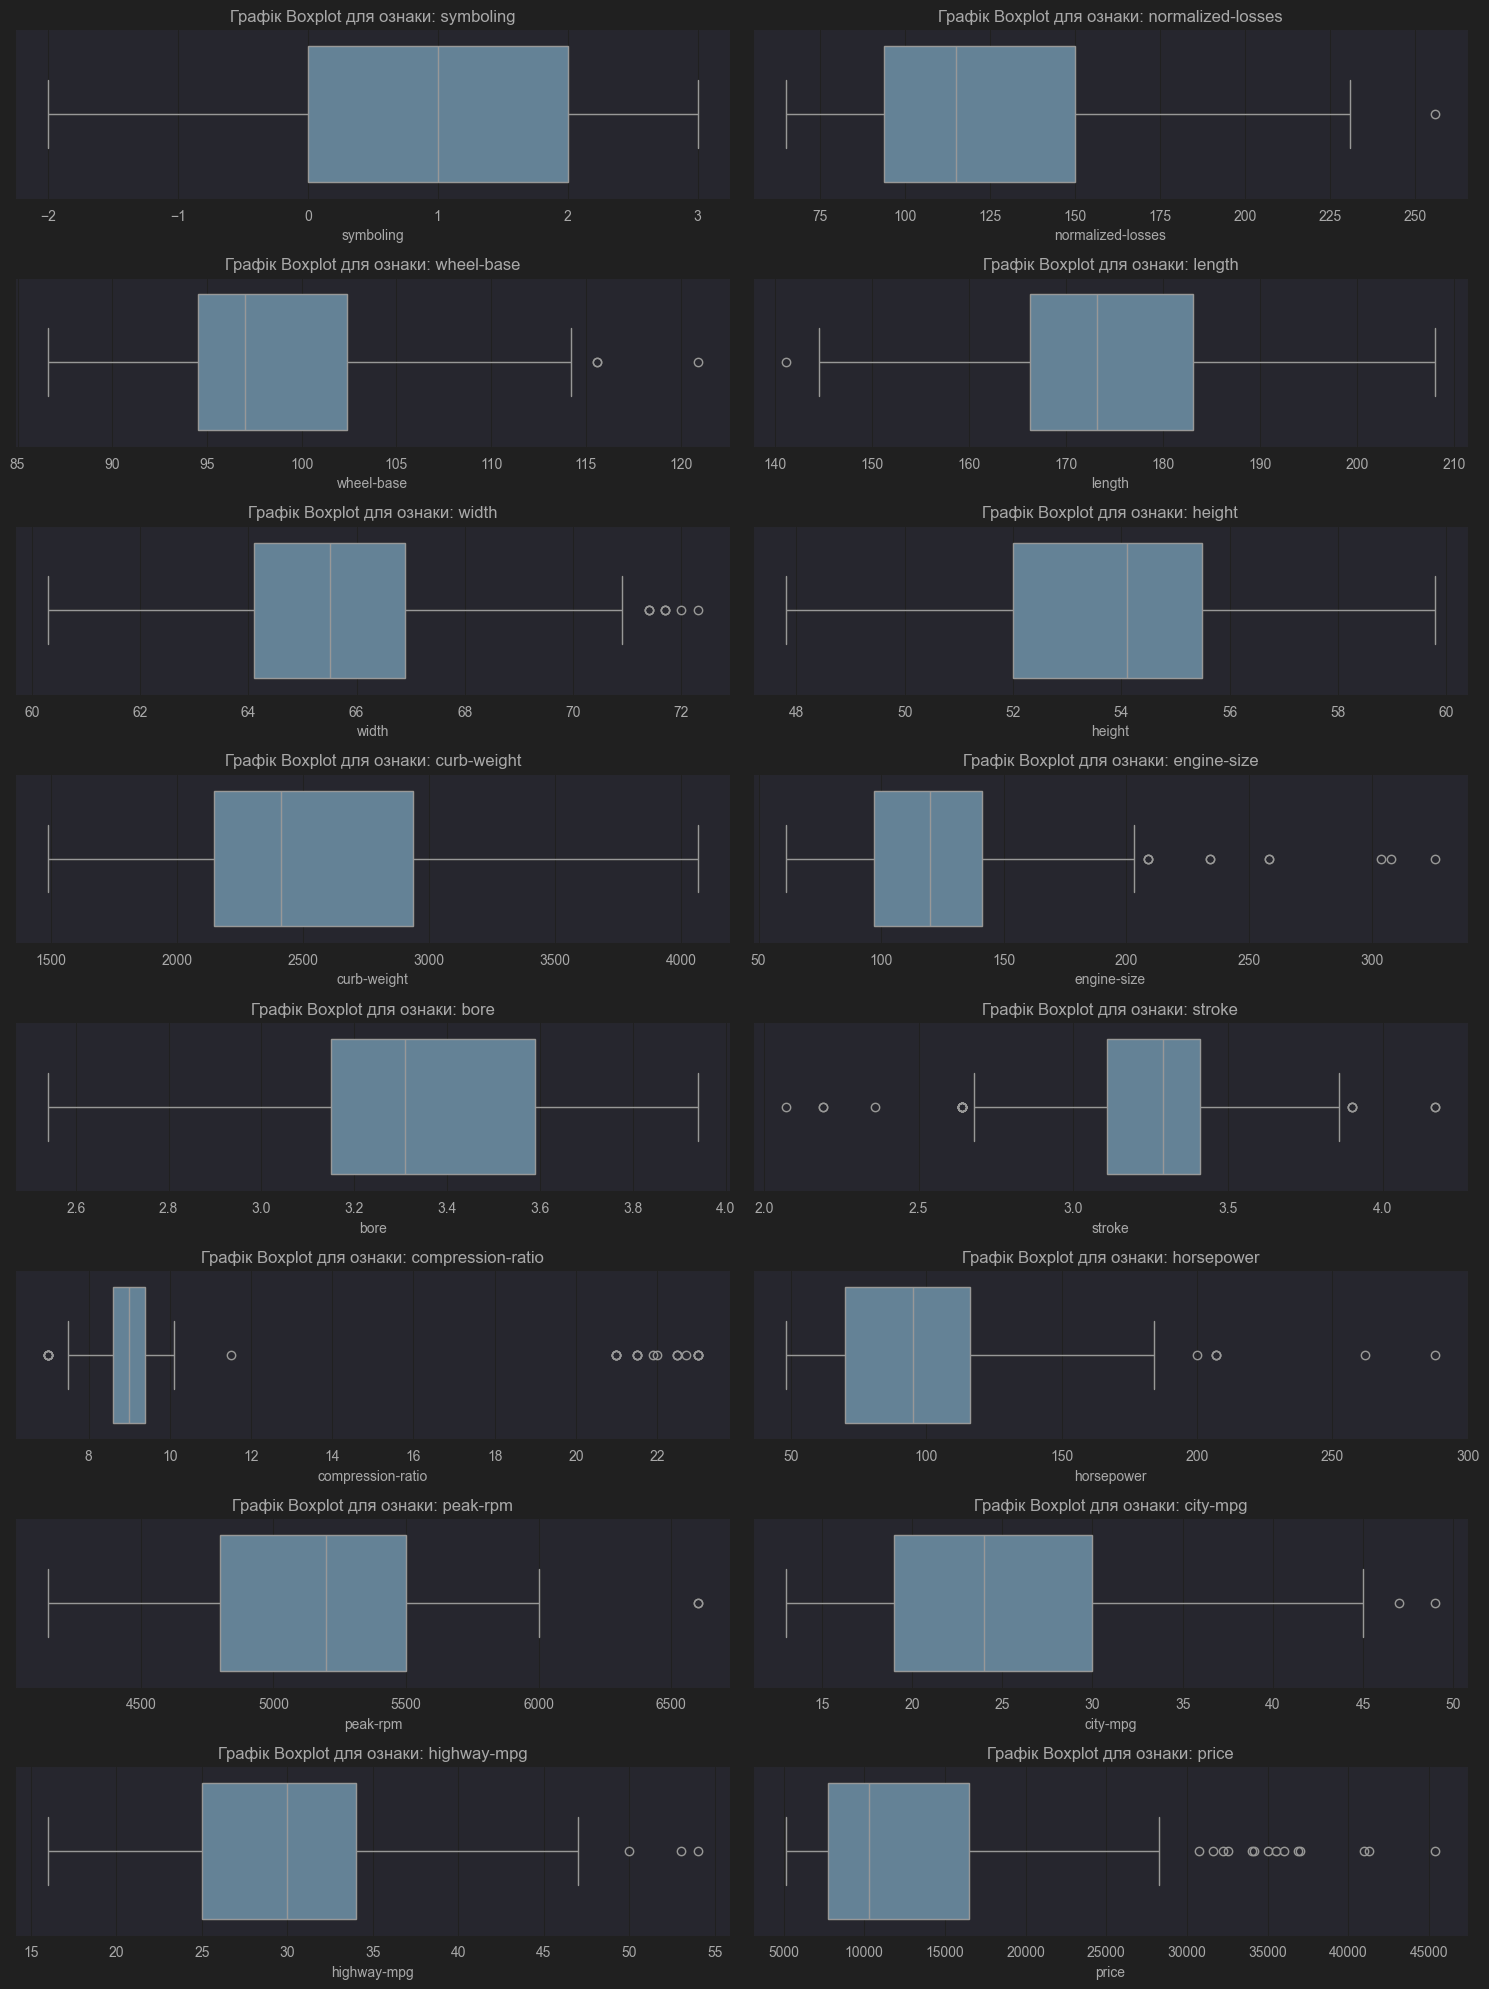 Графік Boxplot для ознаки: symboling
−2 −1 0 1 2 3
symboling
Графік Boxplot для ознаки: normalized-losses
75 100 125 150 175 200 225 250
normalized-losses
Графік Boxplot для ознаки: wheel-base
85 90 95 100 105 110 115 120
wheel-base
Графік Boxplot для ознаки: length
140 150 160 170 180 190 200 210
length
Графік Boxplot для ознаки: width
60 62 64 66 68 70 72
width
Графік Boxplot для ознаки: height
48 50 52 54 56 58 60
height
Графік Boxplot для ознаки: curb-weight
1500 2000 2500 3000 3500 4000
curb-weight
Графік Boxplot для ознаки: engine-size
50 100 150 200 250 300
engine-size
Графік Boxplot для ознаки: bore
2.6 2.8 3.0 3.2 3.4 3.6 3.8 4.0
bore
Графік Boxplot для ознаки: stroke
2.0 2.5 3.0 3.5 4.0
stroke
Графік Boxplot для ознаки: compression-ratio
8 10 12 14 16 18 20 22
compression-ratio
Графік Boxplot для ознаки: horsepower
50 100 150 200 250 300
horsepower
Графік Boxplot для ознаки: peak-rpm
4500 5000 5500 6000 6500
peak-rpm
Графік Boxplot для ознаки: city-mpg
15 20 25 30 35 40 45 50
city-mpg
Графік Boxplot для ознаки: highway-mpg
15 20 25 30 35 40 45 50 55
highway-mpg
Графік Boxplot для ознаки: price
5000 10000 15000 20000 25000 30000 35000 40000 45000
price